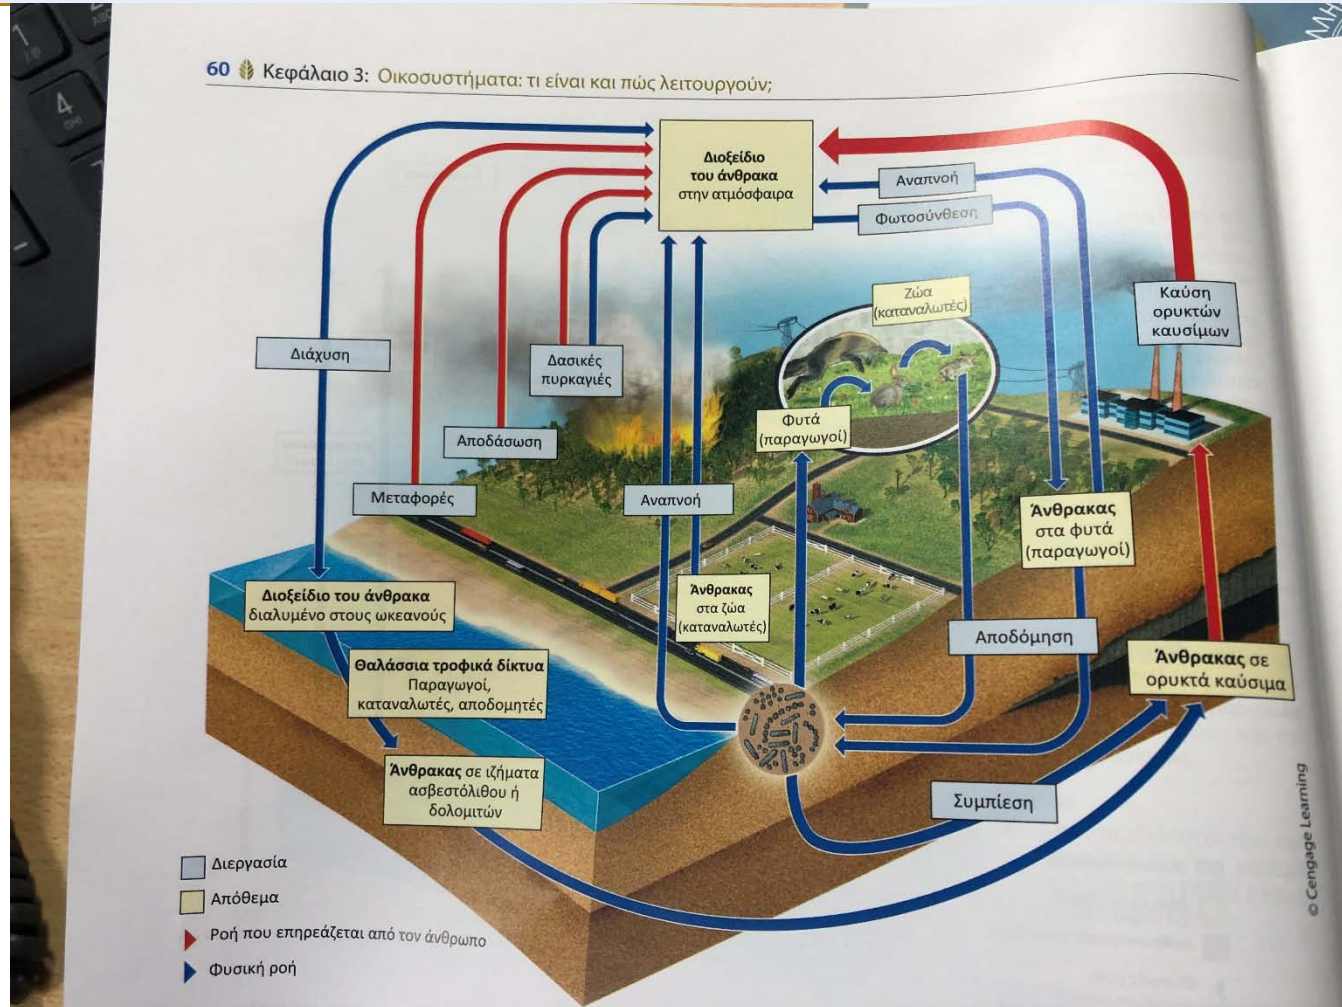 60 Κεφάλαιο 3: Οικοσυστήματα: τι είναι και πώς λειτουργούν;
Διοξείδιο
του άνθρακα
στην ατμόσφαιρα
Αναπνοή
Φωτοσύνθεση
Ζώα
(καταναλωτές)
Καύση
ορυκτών
καυσίμων
Διάχυση
Δασικές
πυρκαγιές
Φυτά
(παραγωγοί)
Αποδάσωση
Μεταφορές
Αναπνοή
Άνθρακας
στα φυτά
(παραγωγοί)
Διοξείδιο του άνθρακα
διαλυμένο στους ωκεανούς
Άνθρακας
στα ζώα
(καταναλωτές)
Αποδόμηση
Θαλάσσια τροφικά δίκτυα
Παραγωγοί,
καταναλωτές, αποδομητές
Άνθρακας σε
ορυκτά καύσιμα
Άνθρακας σε ιζήματα
ασβεστόλιθου ή
δολομιτών
Συμπίεση
Διεργασία
Απόθεμα
Ροή που επηρεάζεται από τον άνθρωπο
Φυσική ροή
© Cengage Learning
1
4